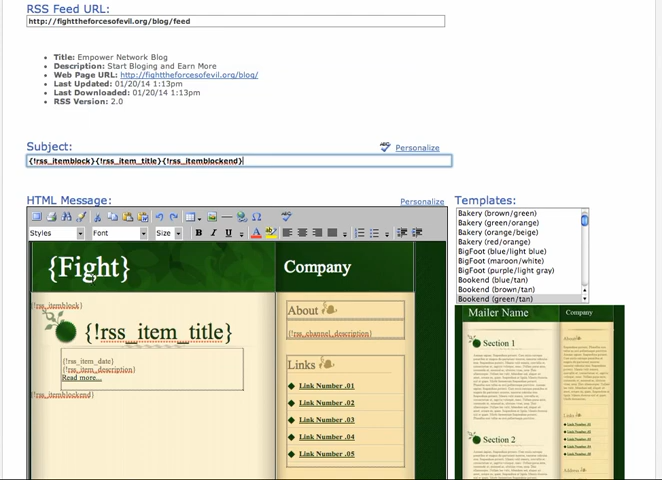 RSS Feed URL:
http://fighttheforcesofevil.org/blog/feed
Title: Empower Network Blog
Description: Start Bloging and Earn More
Web Page URL: http://fighttheforcesofevil.org/blog/
Last Updated: 01/20/14 1:13pm
Last Downloaded: 01/20/14 1:13pm
RSS Version: 2.0
Subject:
Personalize
{!rss_itemblock}{!rss_item_title}{!rss_itemblockend}
HTML Message:
Personalize
Styles
Font
Size
B I U
{Fight}
Company
{!rss_itemblock}
{!rss_item_title}
{!rss_item_date}
{!rss_item_description}
Read more...
{!rss_itemblockend}
About
{!rss_channel_description}
Links
Link Number .01
Link Number .02
Link Number .03
Link Number .04
Link Number .05
Templates:
Bakery (brown/green)
Bakery (green/orange)
Bakery (orange/beige)
Bakery (red/orange)
BigFoot (blue/light blue)
BigFoot (maroon/white)
BigFoot (purple/light gray)
Bookend (blue/tan)
Bookend (brown/tan)
Bookend (green/tan)
Mailer Name
Company
Section 1
About
Links
Section 2